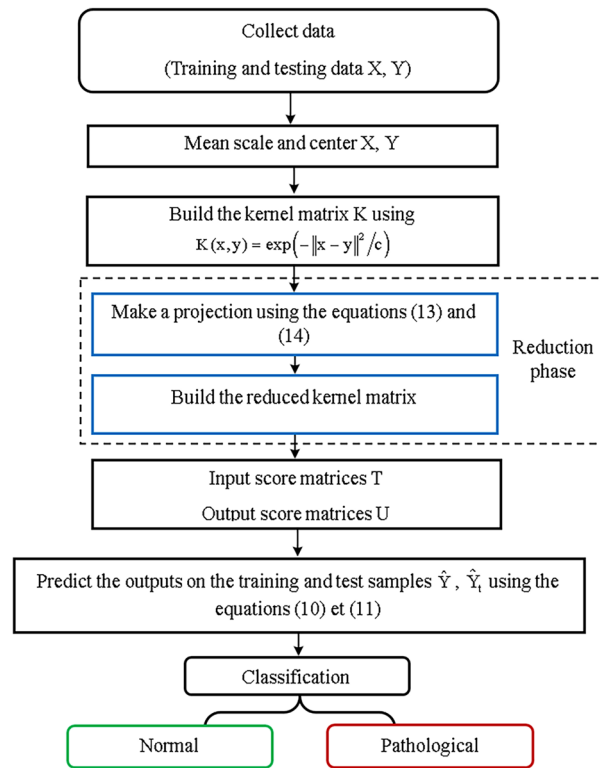 Collect data
(Training and testing data X, Y)
Mean scale and center X, Y
Build the kernel matrix K using
K(x,y) = exp(−‖x − y‖²/c)
Make a projection using the equations (13) and
(14)
Reduction
phase
Build the reduced kernel matrix
Input score matrices T
Output score matrices U
Predict the outputs on the training and test samples Ŷ , Ŷₜ using the
equations (10) et (11)
Classification
Normal
Pathological